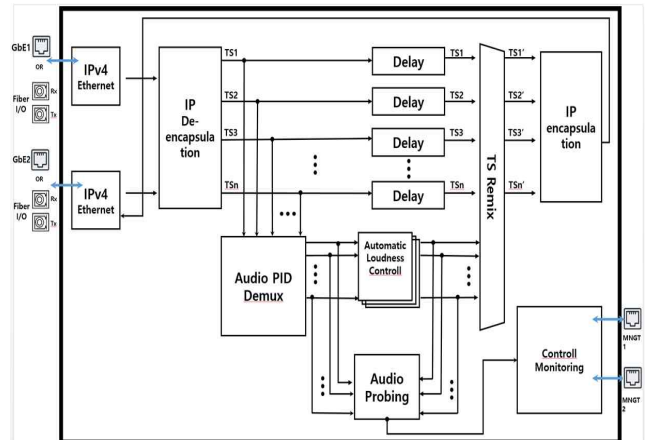 GbE1
OR
Fiber
I/O
Rx
Tx
GbE2
OR
Fiber
I/O
Rx
Tx
IPv4
Ethernet
IPv4
Ethernet
IP
De-
encapsula
tion
TS1
TS2
TS3
TSn
Delay
Delay
Delay
Delay
TS1
TS2
TS3
TSn
TS Remix
TS1'
TS2'
TS3'
TSn'
IP
encapsula
tion
Audio PID
Demux
Automatic
Loudness
Controll
Audio
Probing
Controll
Monitoring
MNGT
1
MNGT
2